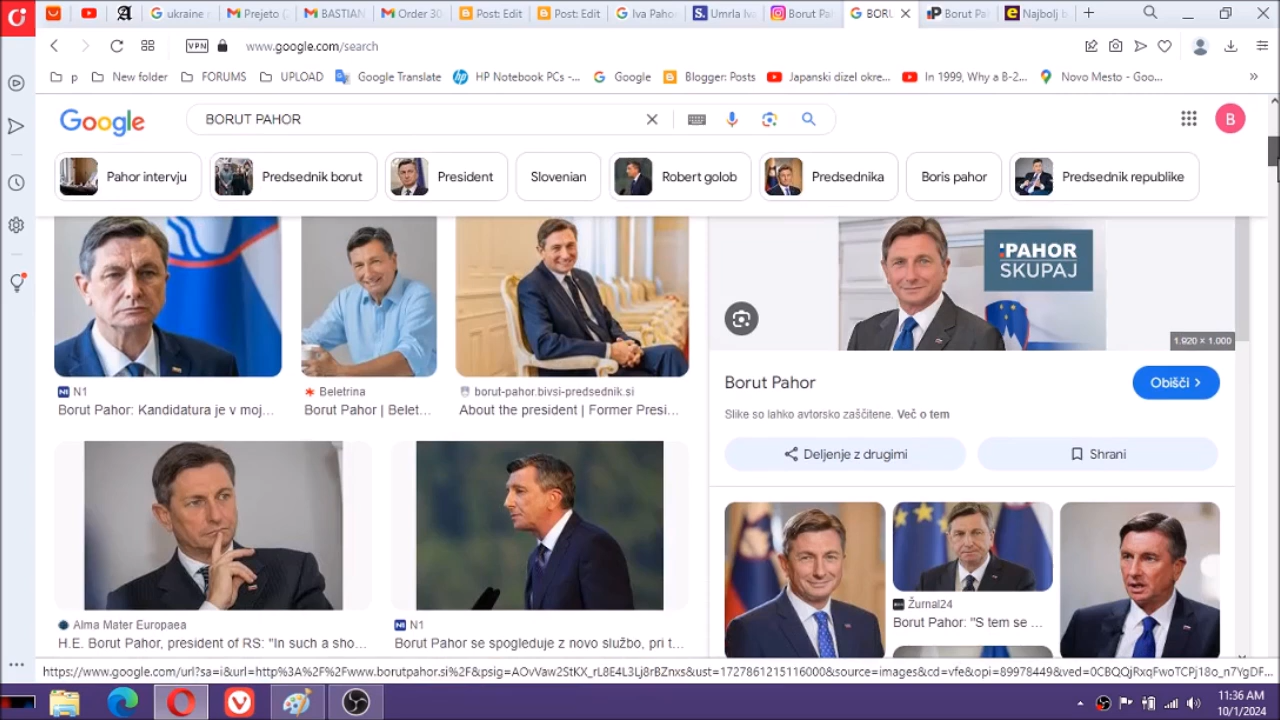 ukraine
Prejeto (
BASTIAN
Order 30
Post: Edit
Post: Edit
Iva Paho
Umrla Iv
Borut Pa
BORU
Borut Pa
Najbolj b
VPN
www.google.com/search
p
New folder
FORUMS
UPLOAD
Google Translate
HP Notebook PCs -...
Google
Blogger: Posts
Japanski dizel okre...
In 1999, Why a B-2...
Novo Mesto - Goo...
Google
BORUT PAHOR
B
Pahor intervju
Predsednik borut
President
Slovenian
Robert golob
Predsednika
Boris pahor
Predsednik republike
N1
Borut Pahor: Kandidatura je v moj...
Beletrina
Borut Pahor | Belet...
borut-pahor.bivsi-predsednik.si
About the president | Former Presi...
Alma Mater Europaea
H.E. Borut Pahor, president of RS: "In such a sho...
N1
Borut Pahor se spogleduje z novo službo, pri t...
:PAHOR
SKUPAJ
1.920 × 1.000
Borut Pahor
Obišči
Slike so lahko avtorsko zaščitene. Več o tem
Deljenje z drugimi
Shrani
Žurnal24
Borut Pahor: "S tem se ...
https://www.google.com/url?sa=i&url=http%3A%2F%2Fwww.borutpahor.si%2F&psig=AOvVaw2StKX_rL8E4L3Lj8rBZnxs&ust=1727861215116000&source=images&cd=vfe&opi=89978449&ved=0CBQQjRxqFwoTCPj18o_n7YgDF...
11:36 AM
10/1/2024